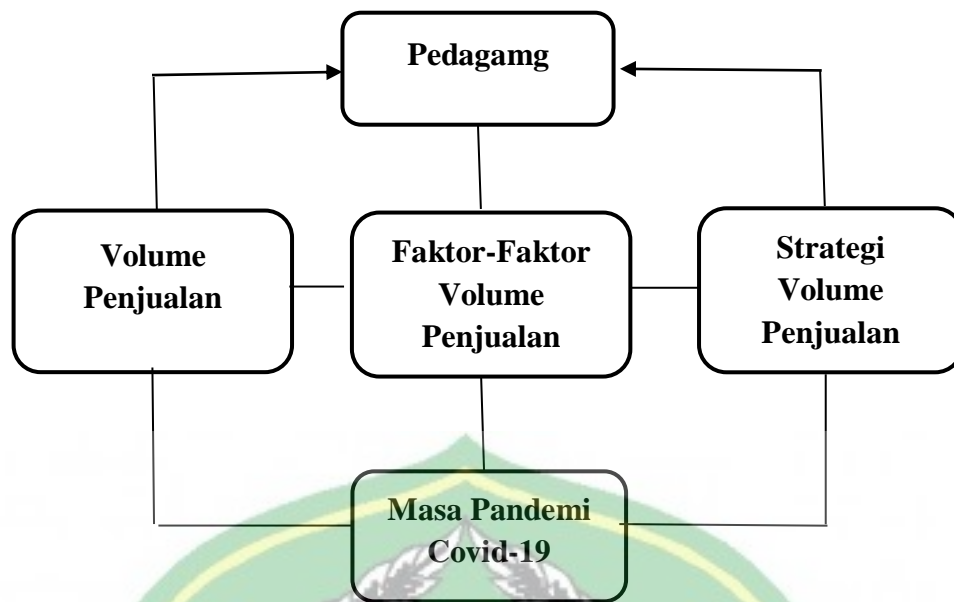 Pedagamg
Volume
Penjualan
Faktor-Faktor
Volume
Penjualan
Strategi
Volume
Penjualan
Masa Pandemi
Covid-19